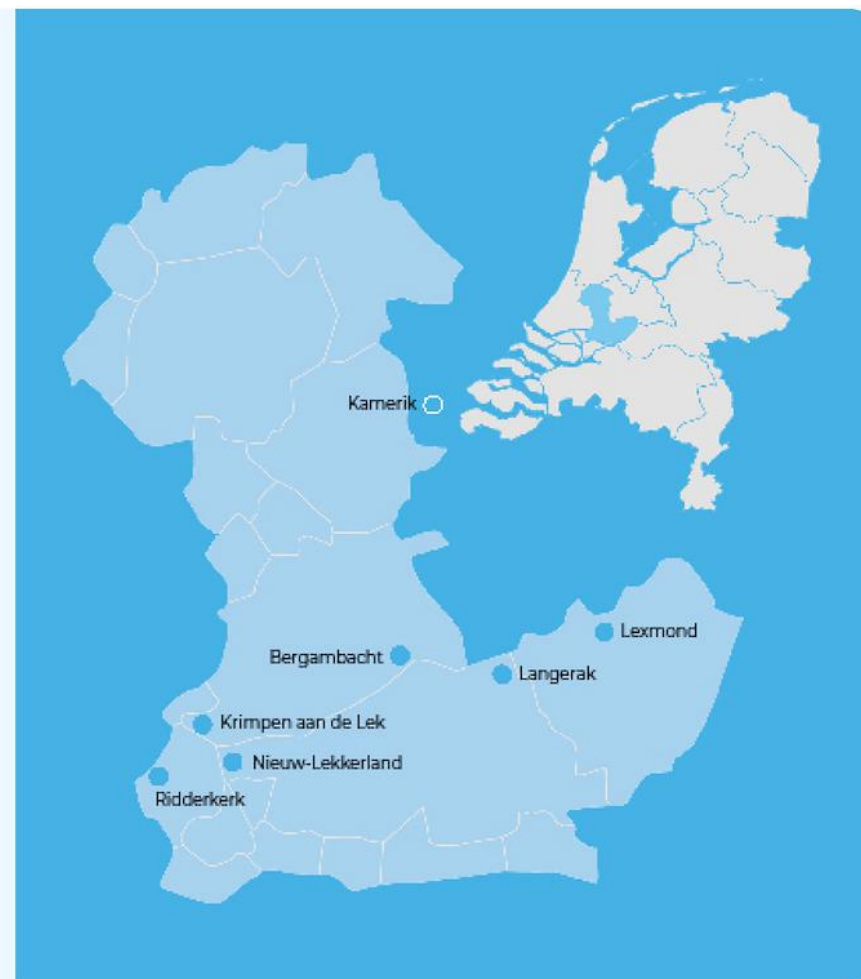 Kamerik
Lexmond
Bergambacht
Langerak
Krimpen aan de Lek
Nieuw-Lekkerland
Ridderkerk